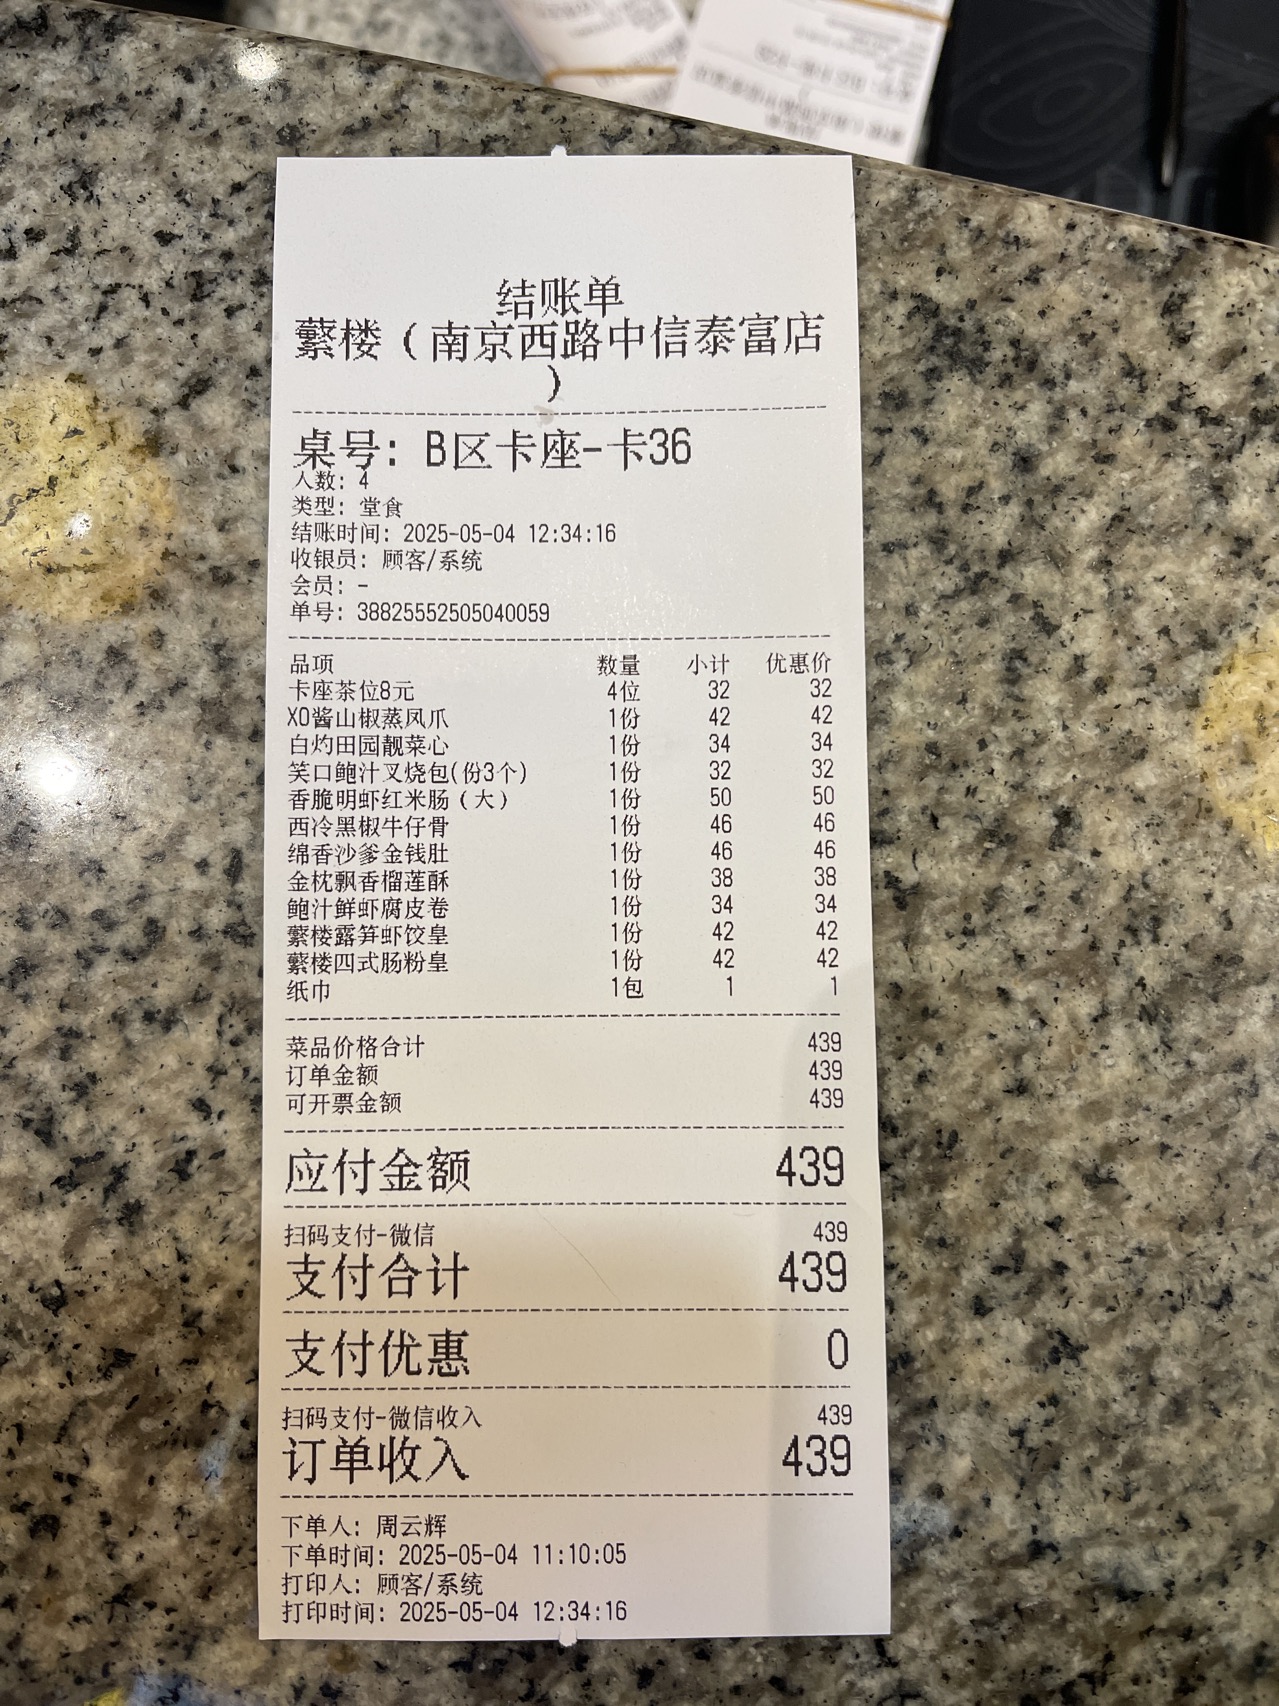 结账单
蘩楼（南京西路中信泰富店
）
桌号: B区卡座-卡36
人数: 4
类型: 堂食
结账时间: 2025-05-04 12:34:16
收银员: 顾客/系统
会员: -
单号: 38825552505040059
品项 数量 小计 优惠价
卡座茶位8元 4位 32 32
XO酱山椒蒸凤爪 1份 42 42
白灼田园靓菜心 1份 34 34
笑口鲍汁叉烧包(份3个) 1份 32 32
香脆明虾红米肠（大） 1份 50 50
西冷黑椒牛仔骨 1份 46 46
绵香沙爹金钱肚 1份 46 46
金枕飘香榴莲酥 1份 38 38
鲍汁鲜虾腐皮卷 1份 34 34
蘩楼露笋虾饺皇 1份 42 42
蘩楼四式肠粉皇 1份 42 42
纸巾 1包 1 1
菜品价格合计 439
订单金额 439
可开票金额 439
应付金额 439
扫码支付-微信 439
支付合计 439
支付优惠 0
扫码支付-微信收入 439
订单收入 439
下单人: 周云辉
下单时间: 2025-05-04 11:10:05
打印人: 顾客/系统
打印时间: 2025-05-04 12:34:16